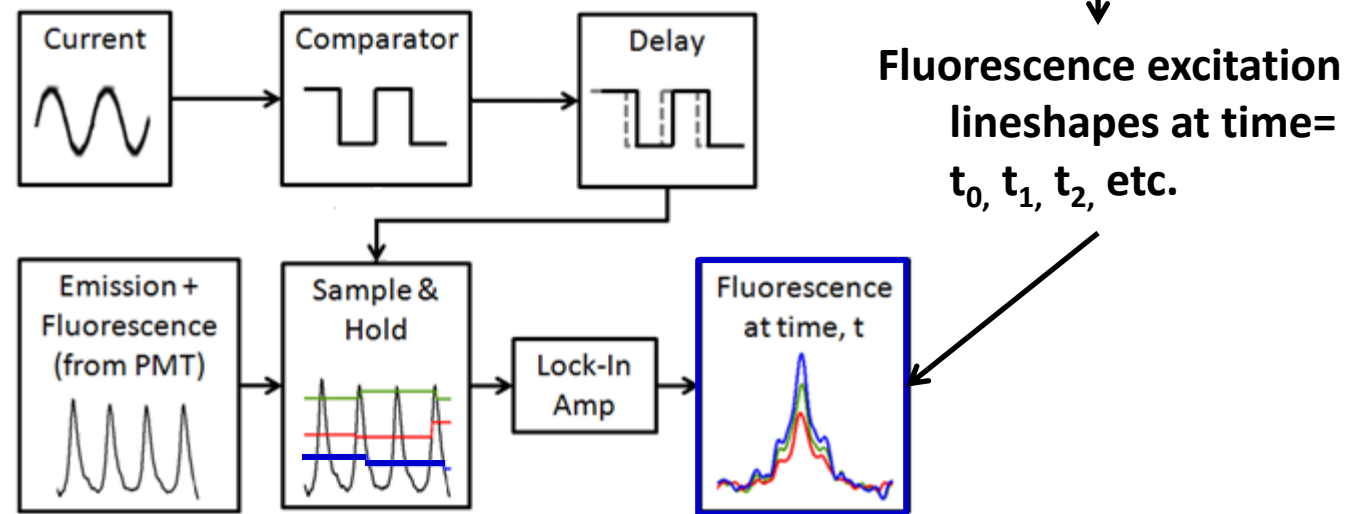 Current
Comparator
Delay
Fluorescence excitation
lineshapes at time=
t₀, t₁, t₂, etc.
Emission +
Fluorescence
(from PMT)
Sample &
Hold
Lock-In
Amp
Fluorescence
at time, t